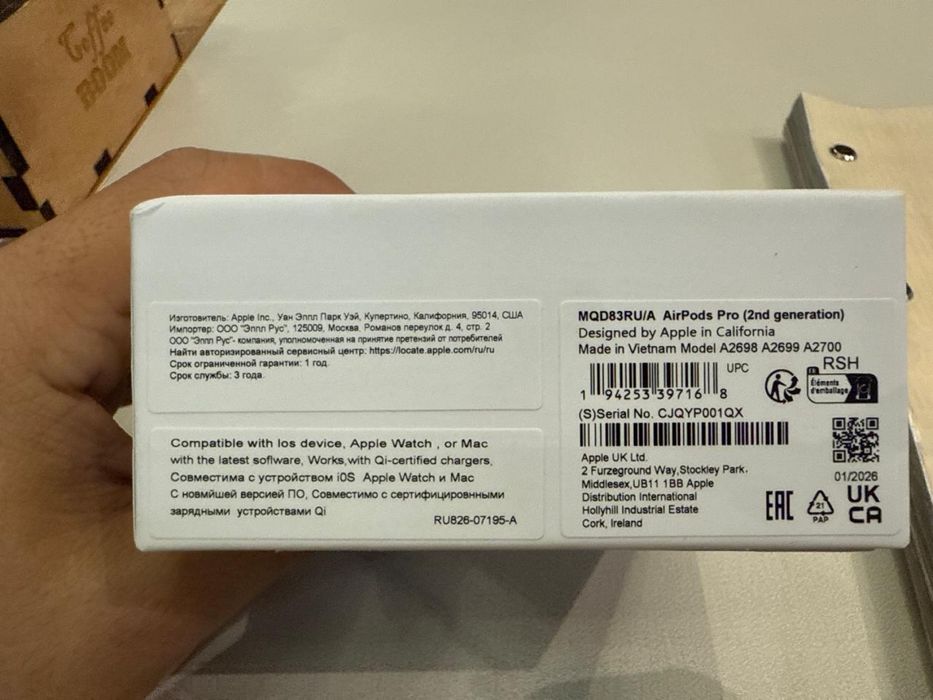 Coffee
BOOM
Изготовитель: Apple Inc., Уан Эппл Парк Уэй, Купертино, Калифорния, 95014, США
Импортер: ООО "Эппл Рус", 125009, Москва, Романов переулок д. 4, стр. 2
ООО "Эппл Рус"- компания, уполномоченная на принятие претензий от потребителей
Найти авторизированный сервисный центр: https://locate.apple.com/ru/ru
Срок ограниченной гарантии: 1 год.
Срок службы: 3 года.
Compatible with Ios device, Apple Watch , or Mac
with the latest software, Works,with Qi-certified chargers,
Совместима с устройством iOS Apple Watch и Mac
С новмйшей версией ПО, Совместимо с сертифицировнными
зарядными устройствами Qi
RU826-07195-A
MQD83RU/A AirPods Pro (2nd generation)
Designed by Apple in California
Made in Vietnam Model A2698 A2699 A2700
UPC
RSH
1 94253 39716 8
FR
Éléments
d'emballage
(S)Serial No. CJQYP001QX
Apple UK Ltd.
2 Furzeground Way,Stockley Park,
Middlesex,UB11 1BB Apple
Distribution International
Hollyhill Industrial Estate
Cork, Ireland
EAC
21
PAP
01/2026
UK
CA